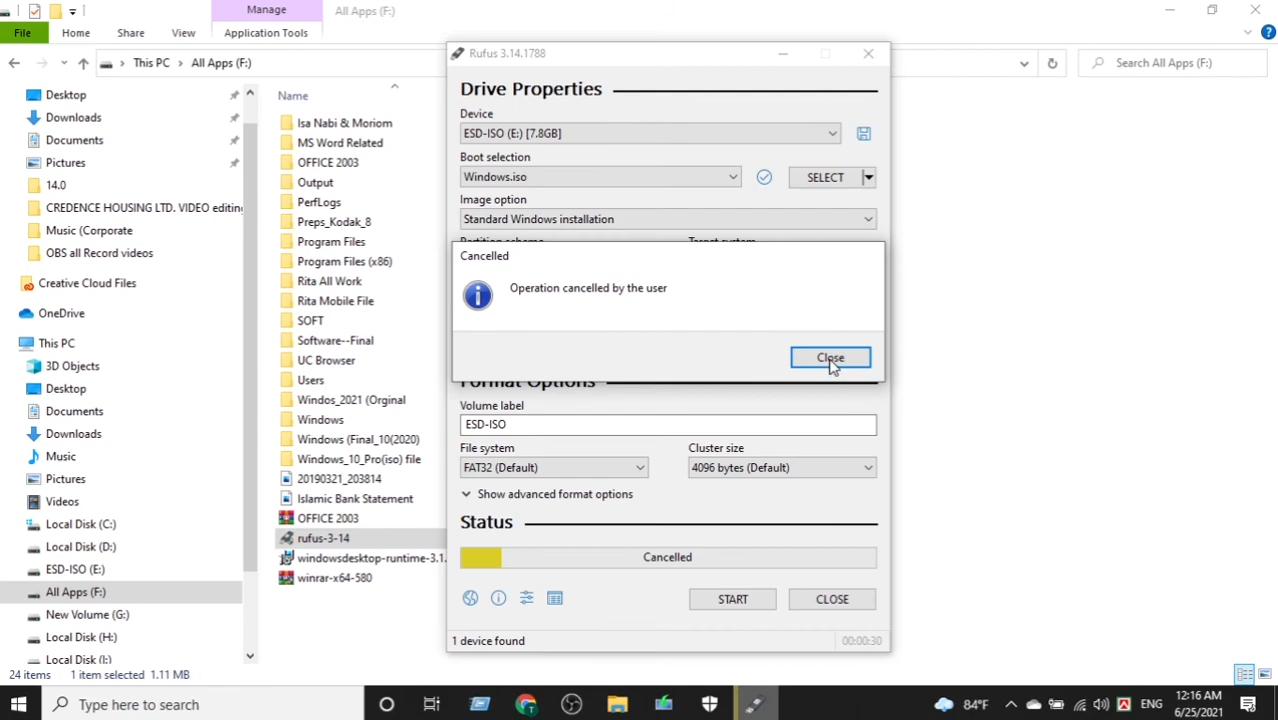 Manage
All Apps (F:)
File
Home
Share
View
Application Tools
This PC
All Apps (F:)
Search All Apps (F:)
Desktop
Downloads
Documents
Pictures
14.0
CREDENCE HOUSING LTD. VIDEO editing
Music (Corporate
OBS all Record videos
Creative Cloud Files
OneDrive
This PC
3D Objects
Desktop
Documents
Downloads
Music
Pictures
Videos
Local Disk (C:)
Local Disk (D:)
ESD-ISO (E:)
All Apps (F:)
New Volume (G:)
Local Disk (H:)
Local Disk (I:)
Name
Isa Nabi & Moriom
MS Word Related
OFFICE 2003
Output
PerfLogs
Preps_Kodak_8
Program Files
Program Files (x86)
Rita All Work
Rita Mobile File
SOFT
Software--Final
UC Browser
Users
Windos_2021 (Orginal
Windows
Windows (Final_10(2020)
Windows_10_Pro(iso) file
20190321_203814
Islamic Bank Statement
OFFICE 2003
rufus-3-14
windowsdesktop-runtime-3.1.
winrar-x64-580
Rufus 3.14.1788
Drive Properties
Device
ESD-ISO (E:) [7.8GB]
Boot selection
Windows.iso
SELECT
Image option
Standard Windows installation
Partition scheme
Target system
Cancelled
Operation cancelled by the user
Close
Format Options
Volume label
ESD-ISO
File system
Cluster size
FAT32 (Default)
4096 bytes (Default)
Show advanced format options
Status
Cancelled
START
CLOSE
1 device found
00:00:30
24 items
1 item selected 1.11 MB
Type here to search
84°F
ENG
12:16 AM
6/25/2021